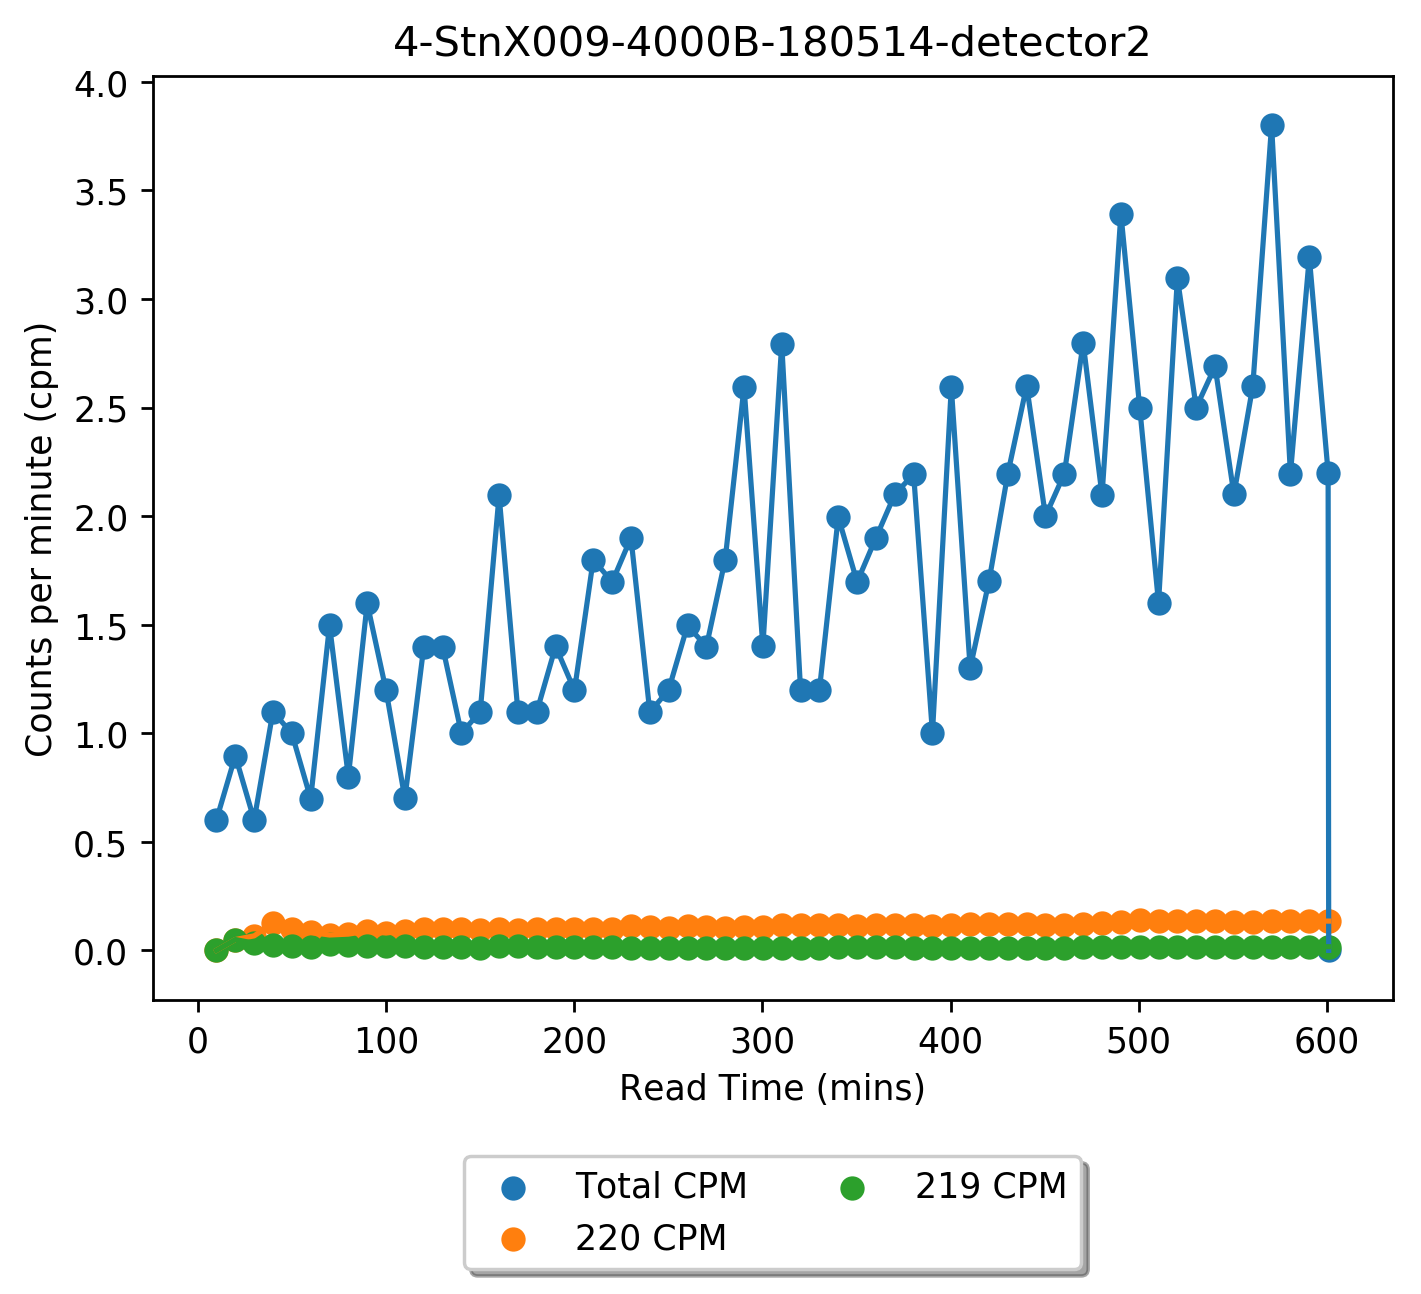 4-StnX009-4000B-180514-detector2
4.0
3.5
3.0
2.5
2.0
1.5
1.0
0.5
0.0
Counts per minute (cpm)
0 100 200 300 400 500 600
Read Time (mins)
Total CPM 219 CPM
220 CPM